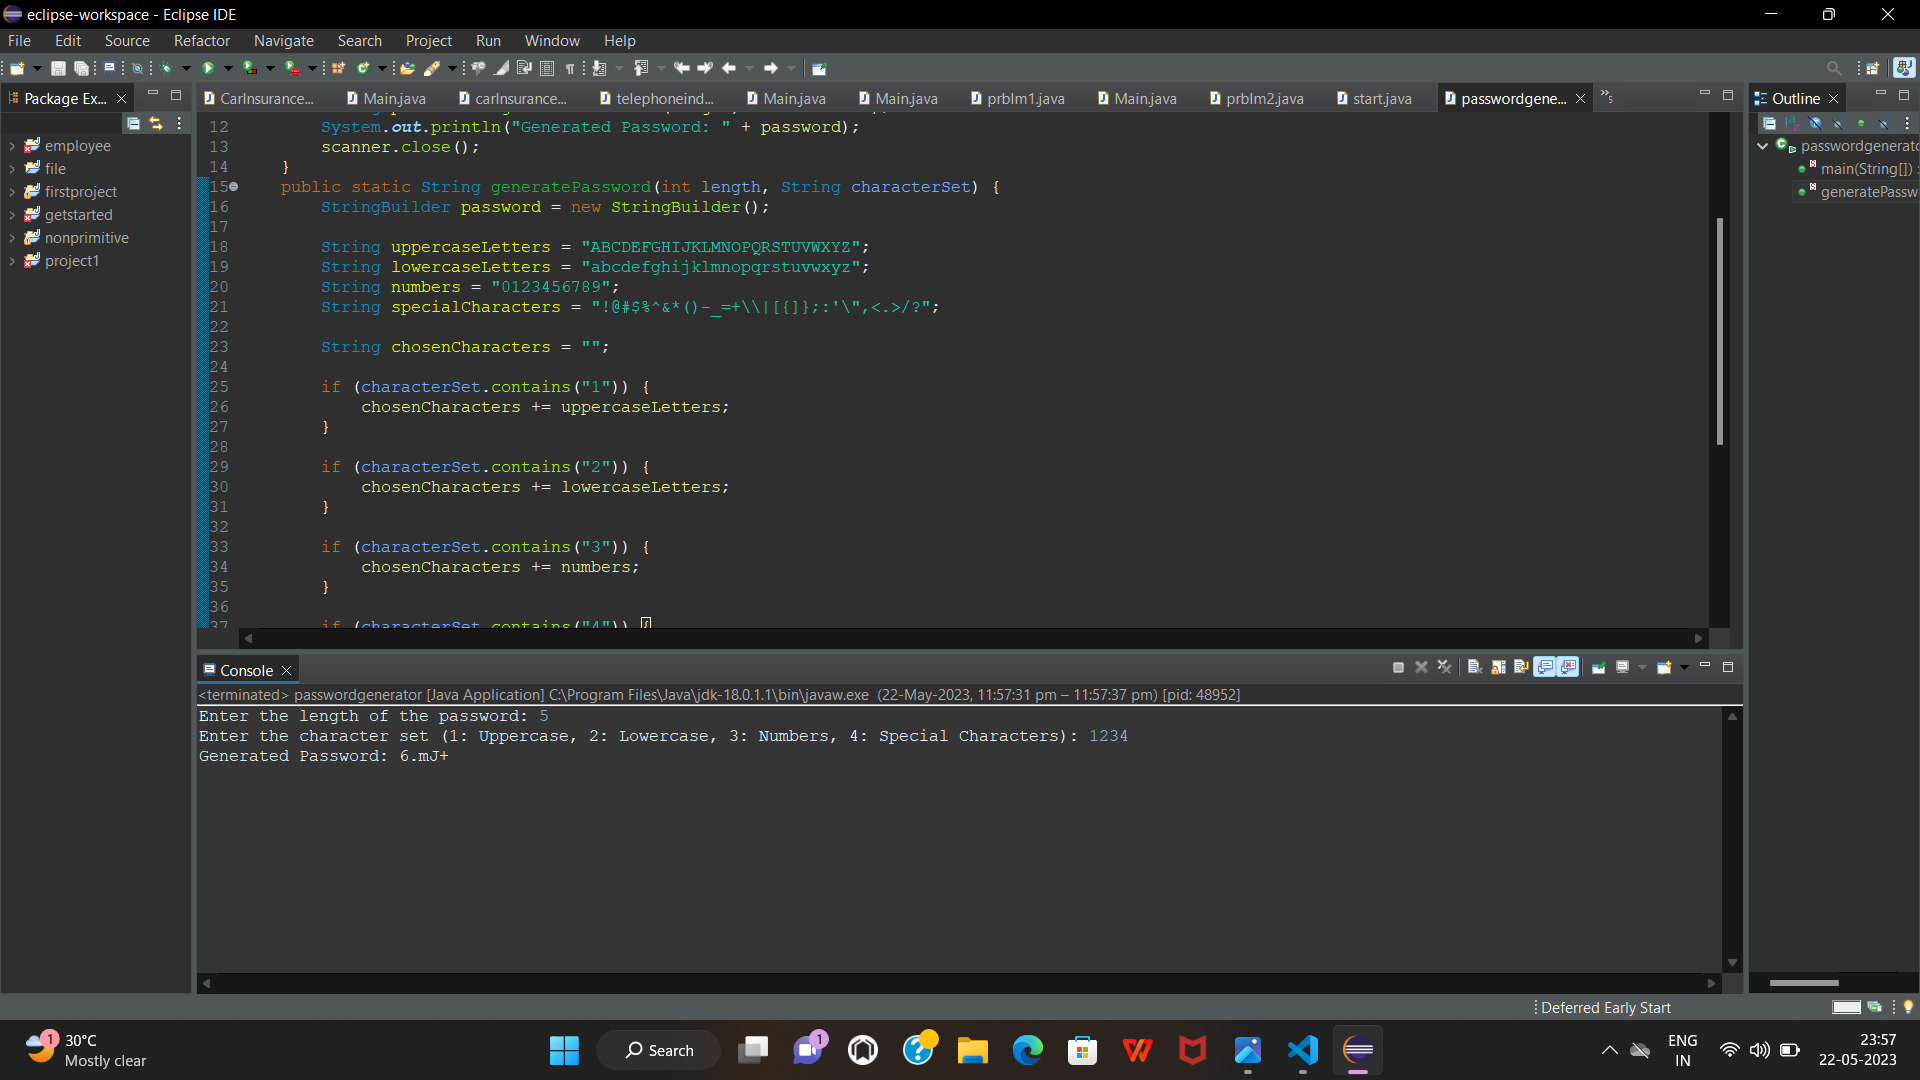 eclipse-workspace - Eclipse IDE
File Edit Source Refactor Navigate Search Project Run Window Help
Package Ex...
CarInsurance... Main.java carInsurance... telephoneind... Main.java Main.java prblm1.java Main.java prblm2.java start.java passwordgene... »5
Outline
employee
file
firstproject
getstarted
nonprimitive
project1
12 System.out.println("Generated Password: " + password);
13 scanner.close();
14 }
15 public static String generatePassword(int length, String characterSet) {
16 StringBuilder password = new StringBuilder();
17
18 String uppercaseLetters = "ABCDEFGHIJKLMNOPQRSTUVWXYZ";
19 String lowercaseLetters = "abcdefghijklmnopqrstuvwxyz";
20 String numbers = "0123456789";
21 String specialCharacters = "!@#$%^&*()-_=+\\|[{]};:'\",<.>/?";
22
23 String chosenCharacters = "";
24
25 if (characterSet.contains("1")) {
26 chosenCharacters += uppercaseLetters;
27 }
28
29 if (characterSet.contains("2")) {
30 chosenCharacters += lowercaseLetters;
31 }
32
33 if (characterSet.contains("3")) {
34 chosenCharacters += numbers;
35 }
36
37 if (characterSet.contains("4")) {
passwordgenerato
main(String[]) :
generatePassw
Console
<terminated> passwordgenerator [Java Application] C:\Program Files\Java\jdk-18.0.1.1\bin\javaw.exe (22-May-2023, 11:57:31 pm – 11:57:37 pm) [pid: 48952]
Enter the length of the password: 5
Enter the character set (1: Uppercase, 2: Lowercase, 3: Numbers, 4: Special Characters): 1234
Generated Password: 6.mJ+
Deferred Early Start
1
30°C
Mostly clear
Search
1
ENG
IN
23:57
22-05-2023